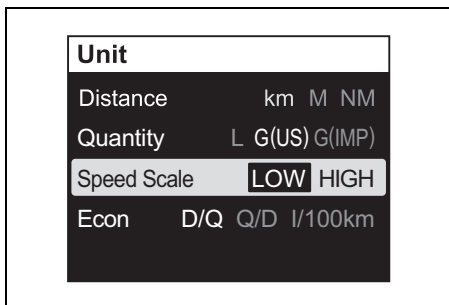 Unit
Distance km M NM
Quantity L G(US) G(IMP)
Speed Scale LOW HIGH
Econ D/Q Q/D l/100km